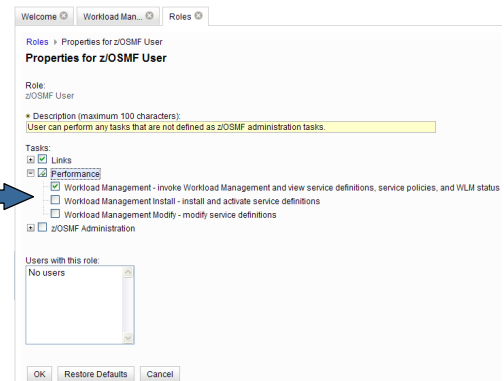 Welcome Workload Man... Roles
Roles Properties for z/OSMF User
Properties for z/OSMF User
Role:
z/OSMF User
* Description (maximum 100 characters):
User can perform any tasks that are not defined as z/OSMF administration tasks.
Tasks:
Links
Performance
Workload Management - invoke Workload Management and view service definitions, service policies, and WLM status
Workload Management Install - install and activate service definitions
Workload Management Modify - modify service definitions
z/OSMF Administration
Users with this role:
No users
OK Restore Defaults Cancel